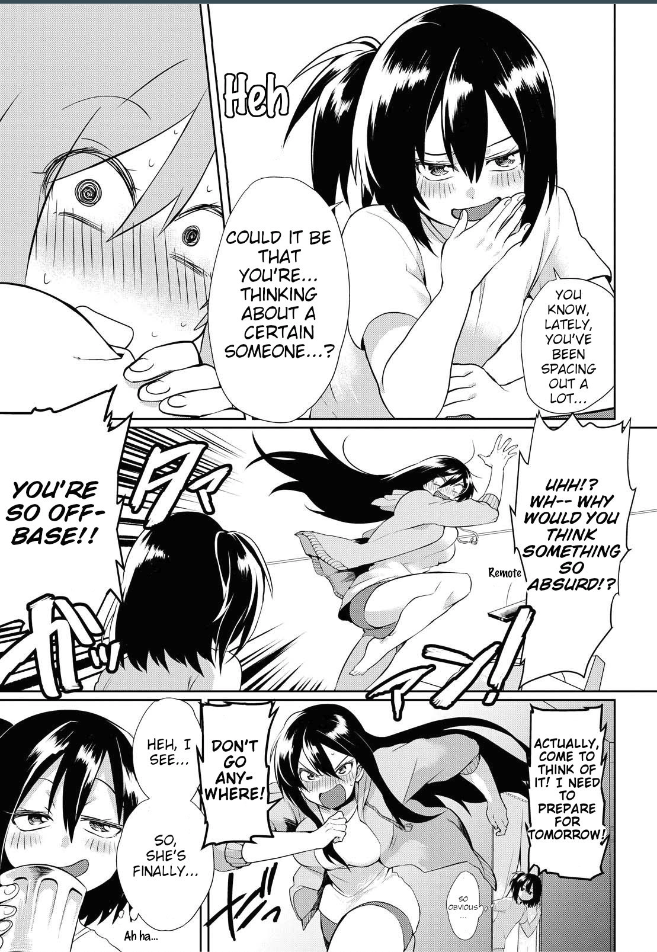 YOU
KNOW,
LATELY,
YOU'VE
BEEN
SPACING
OUT A
LOT...
Heh
COULD IT BE
THAT
YOU'RE...
THINKING
ABOUT A
CERTAIN
SOMEONE...?
UHH!?
WH-- WHY
WOULD YOU
THINK
SOMETHING
SO
ABSURD!?
Remote
YOU'RE
SO OFF-
BASE!!
ACTUALLY,
COME TO
THINK OF
IT! I NEED
TO
PREPARE
FOR
TOMORROW!
SO
OBVIOUS
...
DON'T
GO
ANY-
WHERE!
HEH, I
SEE...
SO,
SHE'S
FINALLY...
Ah ha...